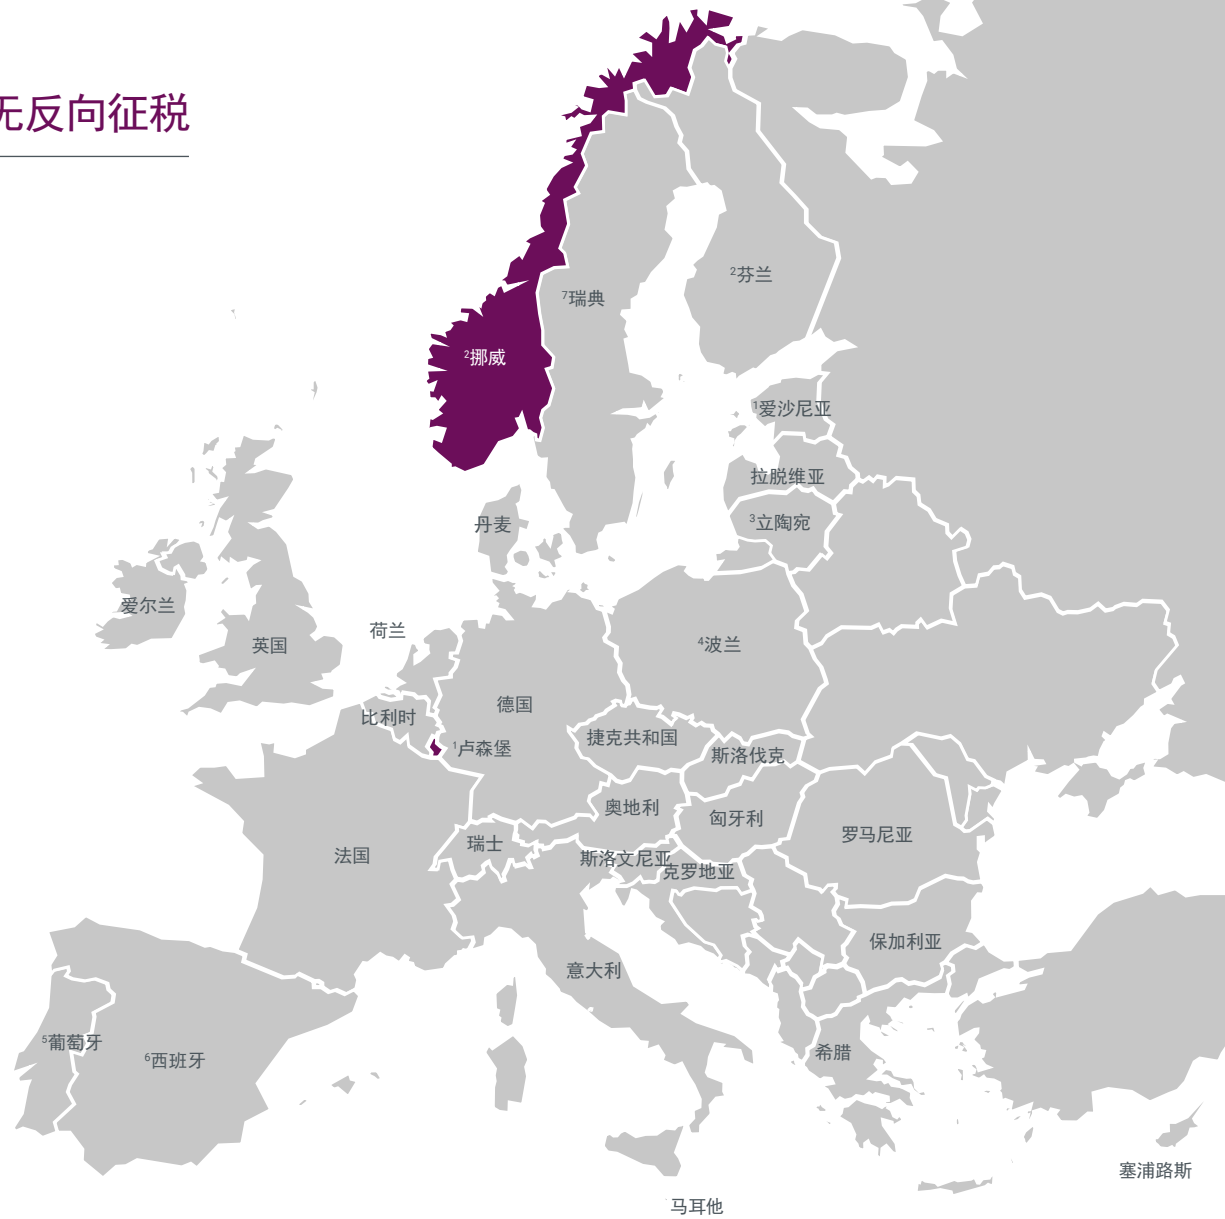 无反向征税
²芬兰
⁷瑞典
²挪威
¹爱沙尼亚
拉脱维亚
³立陶宛
丹麦
爱尔兰
荷兰
英国
⁴波兰
德国
比利时
捷克共和国
¹卢森堡
斯洛伐克
奥地利
匈牙利
罗马尼亚
瑞士
法国
斯洛文尼亚
克罗地亚
保加利亚
意大利
⁵葡萄牙
希腊
⁶西班牙
塞浦路斯
马耳他